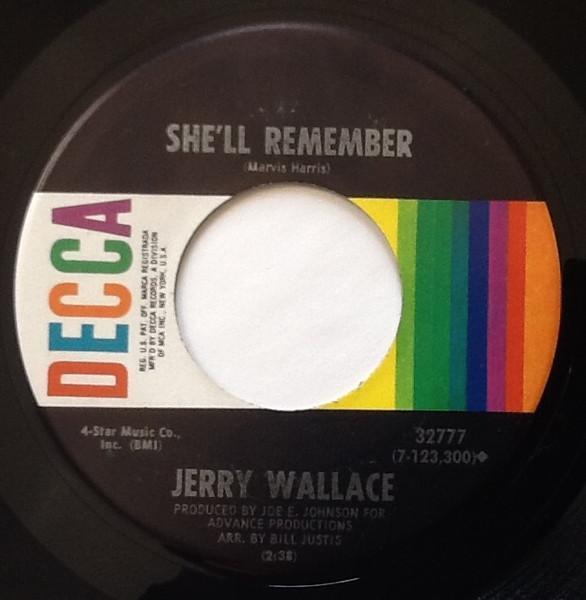 SHE'LL REMEMBER
(Marvis Harris)
DECCA
REG. U.S. PAT. OFF. MARCA REGISTRADA
MFR'D BY DECCA RECORDS, A DIVISION
OF MCA INC., NEW YORK, U.S.A.
4-Star Music Co.,
Inc. (BMI)
32777
(7-123,300)◆
JERRY WALLACE
PRODUCED BY JOE E. JOHNSON FOR
ADVANCE PRODUCTIONS
ARR. BY BILL JUSTIS
(2:38)